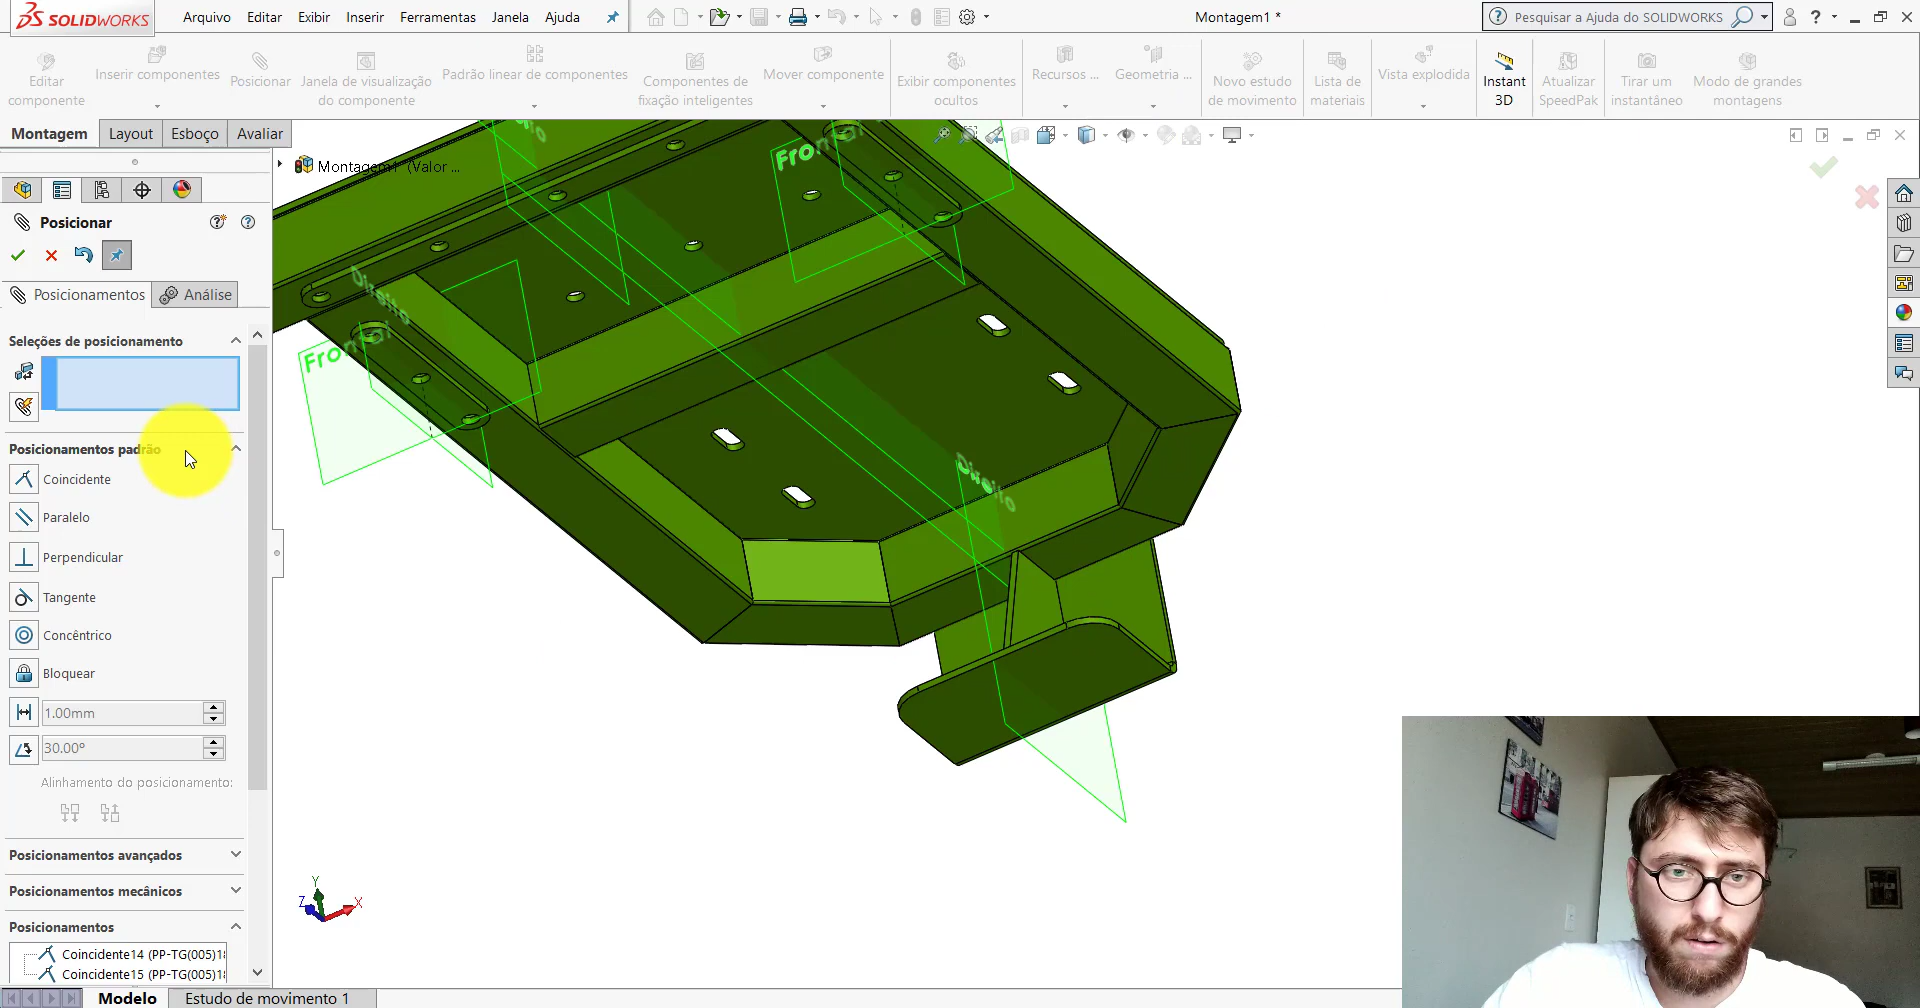 SOLIDWORKS
Arquivo Editar Exibir Inserir Ferramentas Janela Ajuda
Montagem1 *
Pesquisar a Ajuda do SOLIDWORKS
Editar componente
Inserir componentes
Posicionar
Janela de visualização do componente
Padrão linear de componentes
Componentes de fixação inteligentes
Mover componente
Exibir componentes ocultos
Recursos ...
Geometria ...
Novo estudo de movimento
Lista de materiais
Vista explodida
Instant 3D
Atualizar SpeedPak
Tirar um instantâneo
Modo de grandes montagens
Montagem Layout Esboço Avaliar
Montagem1 (Valor ...
Posicionar
Posicionamentos Análise
Seleções de posicionamento
Posicionamentos padrão
Coincidente
Paralelo
Perpendicular
Tangente
Concêntrico
Bloquear
1.00mm
30.00°
Alinhamento do posicionamento:
Posicionamentos avançados
Posicionamentos mecânicos
Posicionamentos
Coincidente14 (PP-TG(005)1
Coincidente15 (PP-TG(005)1
Direito
Frontal
Direito
Y
Z
X
Modelo Estudo de movimento 1